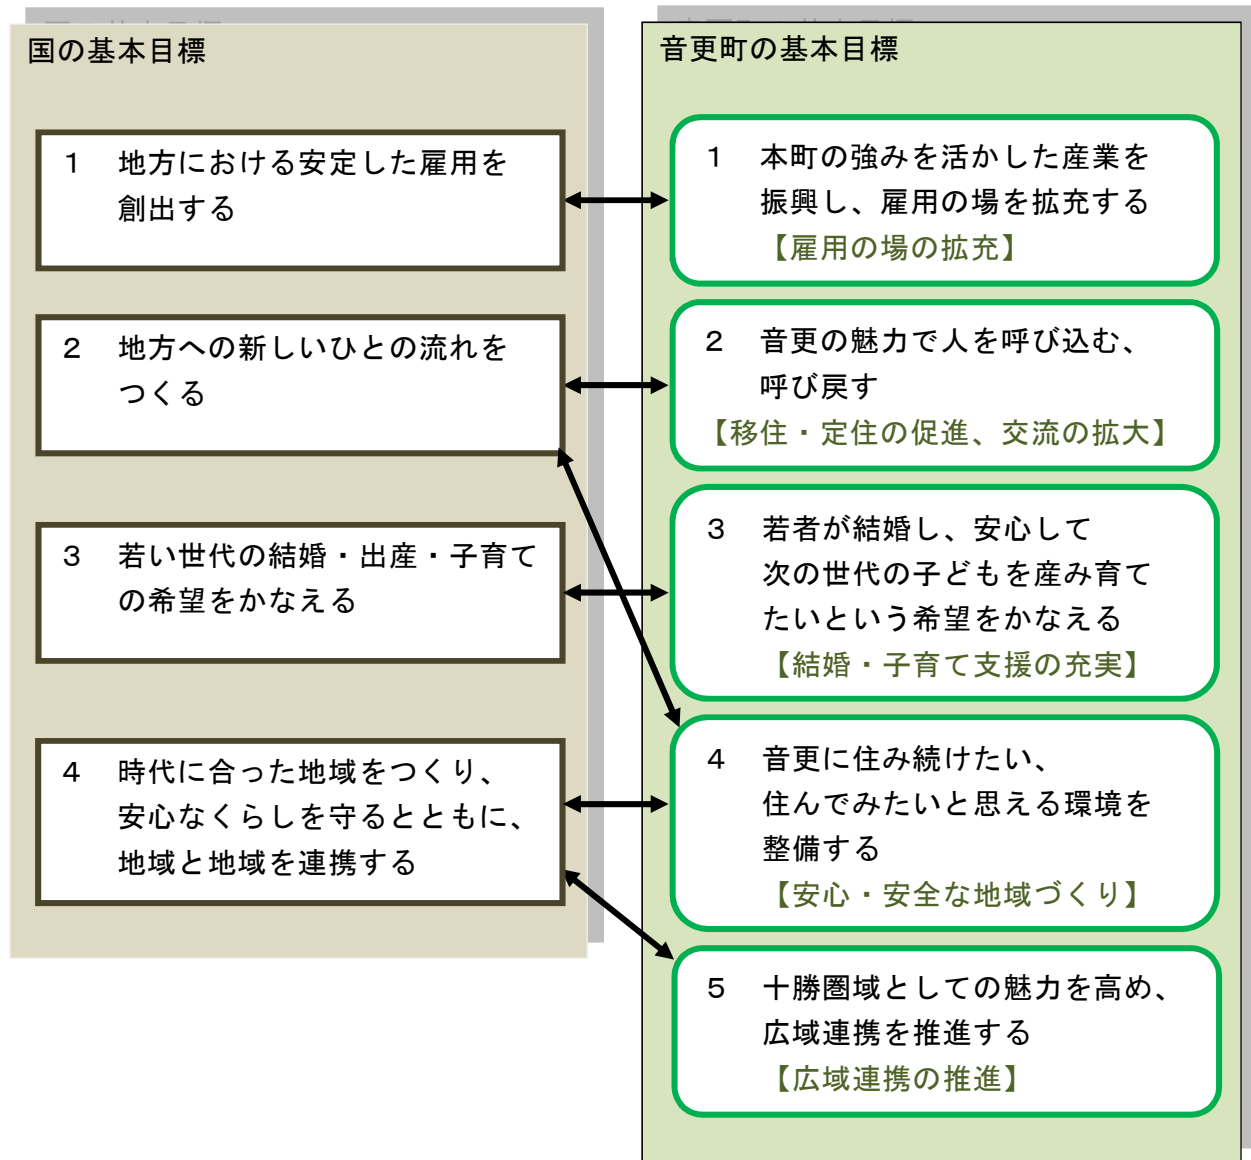 国の基本目標
1 地方における安定した雇用を
創出する
2 地方への新しいひとの流れを
つくる
3 若い世代の結婚・出産・子育て
の希望をかなえる
4 時代に合った地域をつくり、
安心なくらしを守るとともに、
地域と地域を連携する
音更町の基本目標
1 本町の強みを活かした産業を
振興し、雇用の場を拡充する
【雇用の場の拡充】
2 音更の魅力で人を呼び込む、
呼び戻す
【移住・定住の促進、交流の拡大】
3 若者が結婚し、安心して
次の世代の子どもを産み育て
たいという希望をかなえる
【結婚・子育て支援の充実】
4 音更に住み続けたい、
住んでみたいと思える環境を
整備する
【安心・安全な地域づくり】
5 十勝圏域としての魅力を高め、
広域連携を推進する
【広域連携の推進】